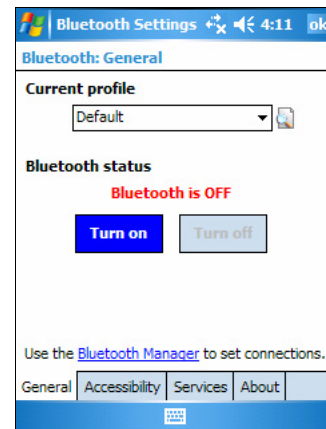 Bluetooth Settings 4:11 ok
Bluetooth: General
Current profile
Default
Bluetooth status
Bluetooth is OFF
Turn on Turn off
Use the Bluetooth Manager to set connections.
General Accessibility Services About